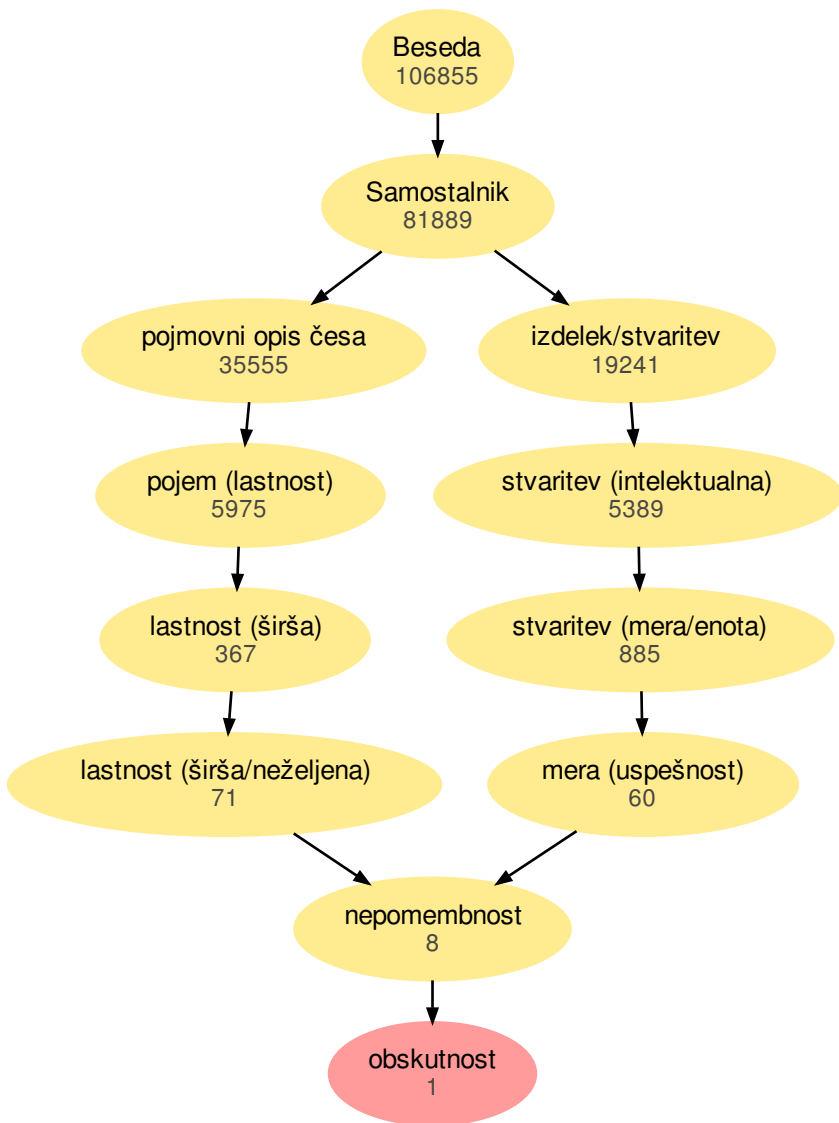 Beseda
106855
Samostalnik
81889
pojmovni opis česa
35555
izdelek/stvaritev
19241
pojem (lastnost)
5975
stvaritev (intelektualna)
5389
lastnost (širša)
367
stvaritev (mera/enota)
885
lastnost (širša/neželjena)
71
mera (uspešnost)
60
nepomembnost
8
obskutnost
1